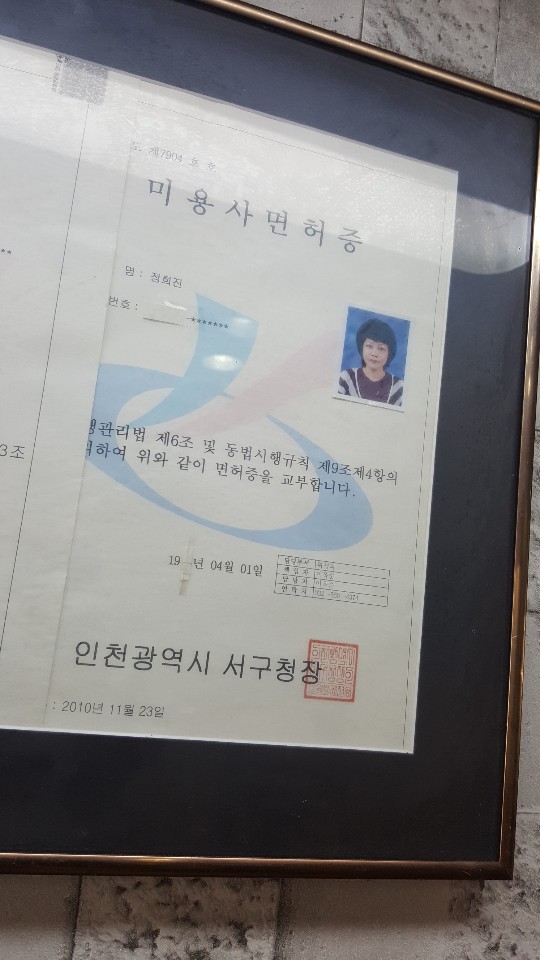 제7904 호
미용사면허증
명 : 정희진
번호 : -*******
**
생관리법 제6조 및 동법시행규칙 제9조제4항의
하여 위와 같이 면허증을 교부합니다.
3조
19 년 04월 01일
인천광역시 서구청장
: 2010년 11월 23일